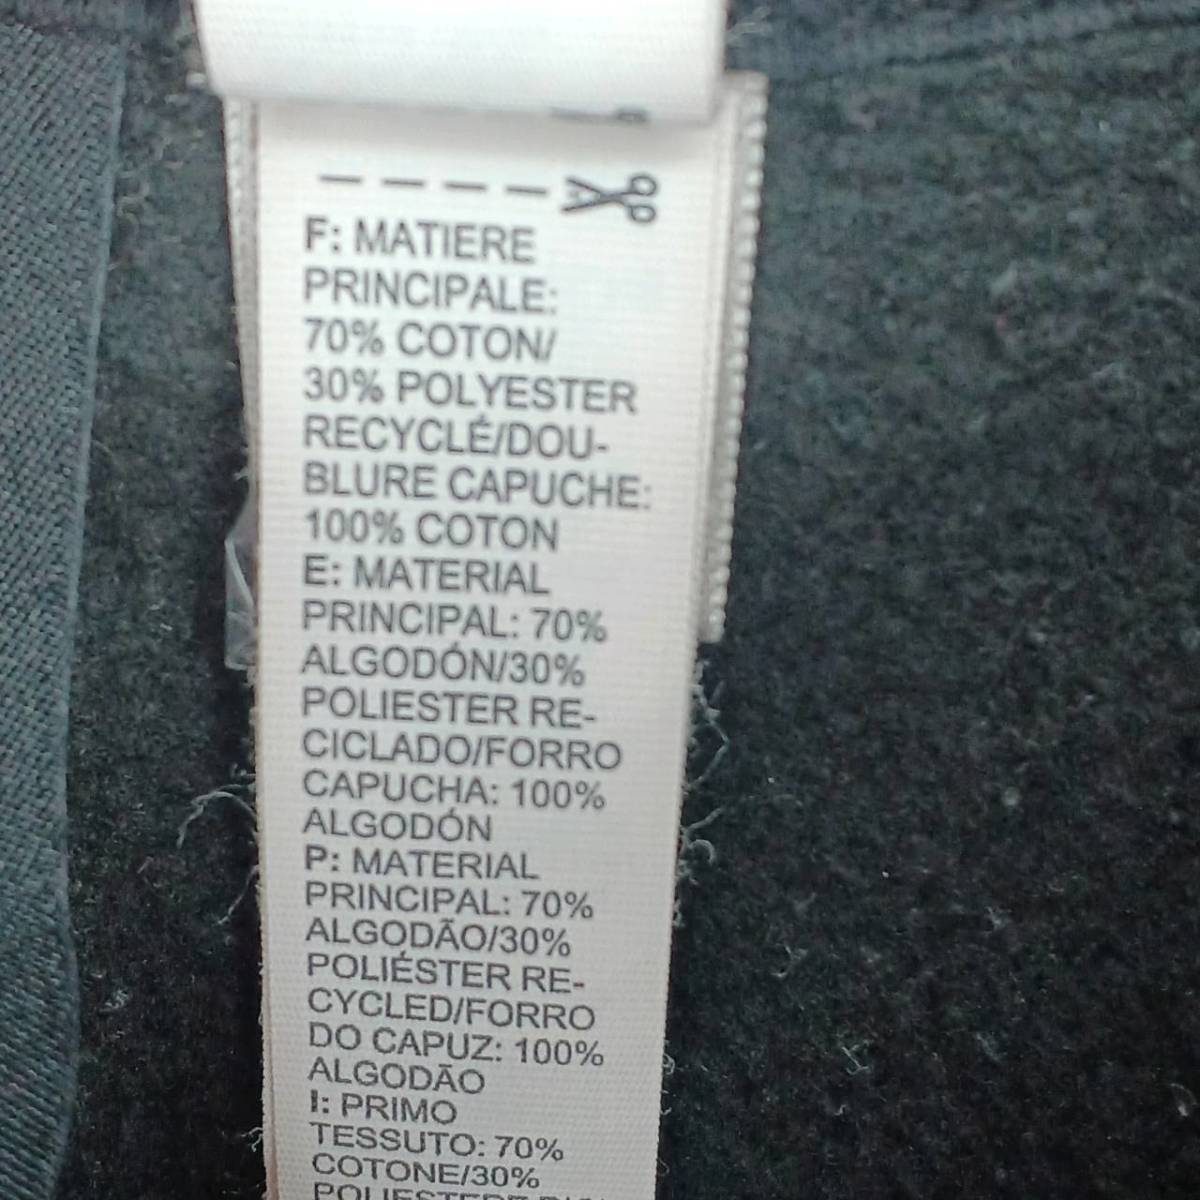 F: MATIERE
PRINCIPALE:
70% COTON/
30% POLYESTER
RECYCLÉ/DOU-
BLURE CAPUCHE:
100% COTON
E: MATERIAL
PRINCIPAL: 70%
ALGODÓN/30%
POLIESTER RE-
CICLADO/FORRO
CAPUCHA: 100%
ALGODÓN
P: MATERIAL
PRINCIPAL: 70%
ALGODÃO/30%
POLIÉSTER RE-
CYCLED/FORRO
DO CAPUZ: 100%
ALGODÃO
I: PRIMO
TESSUTO: 70%
COTONE/30%
POLIESTERE